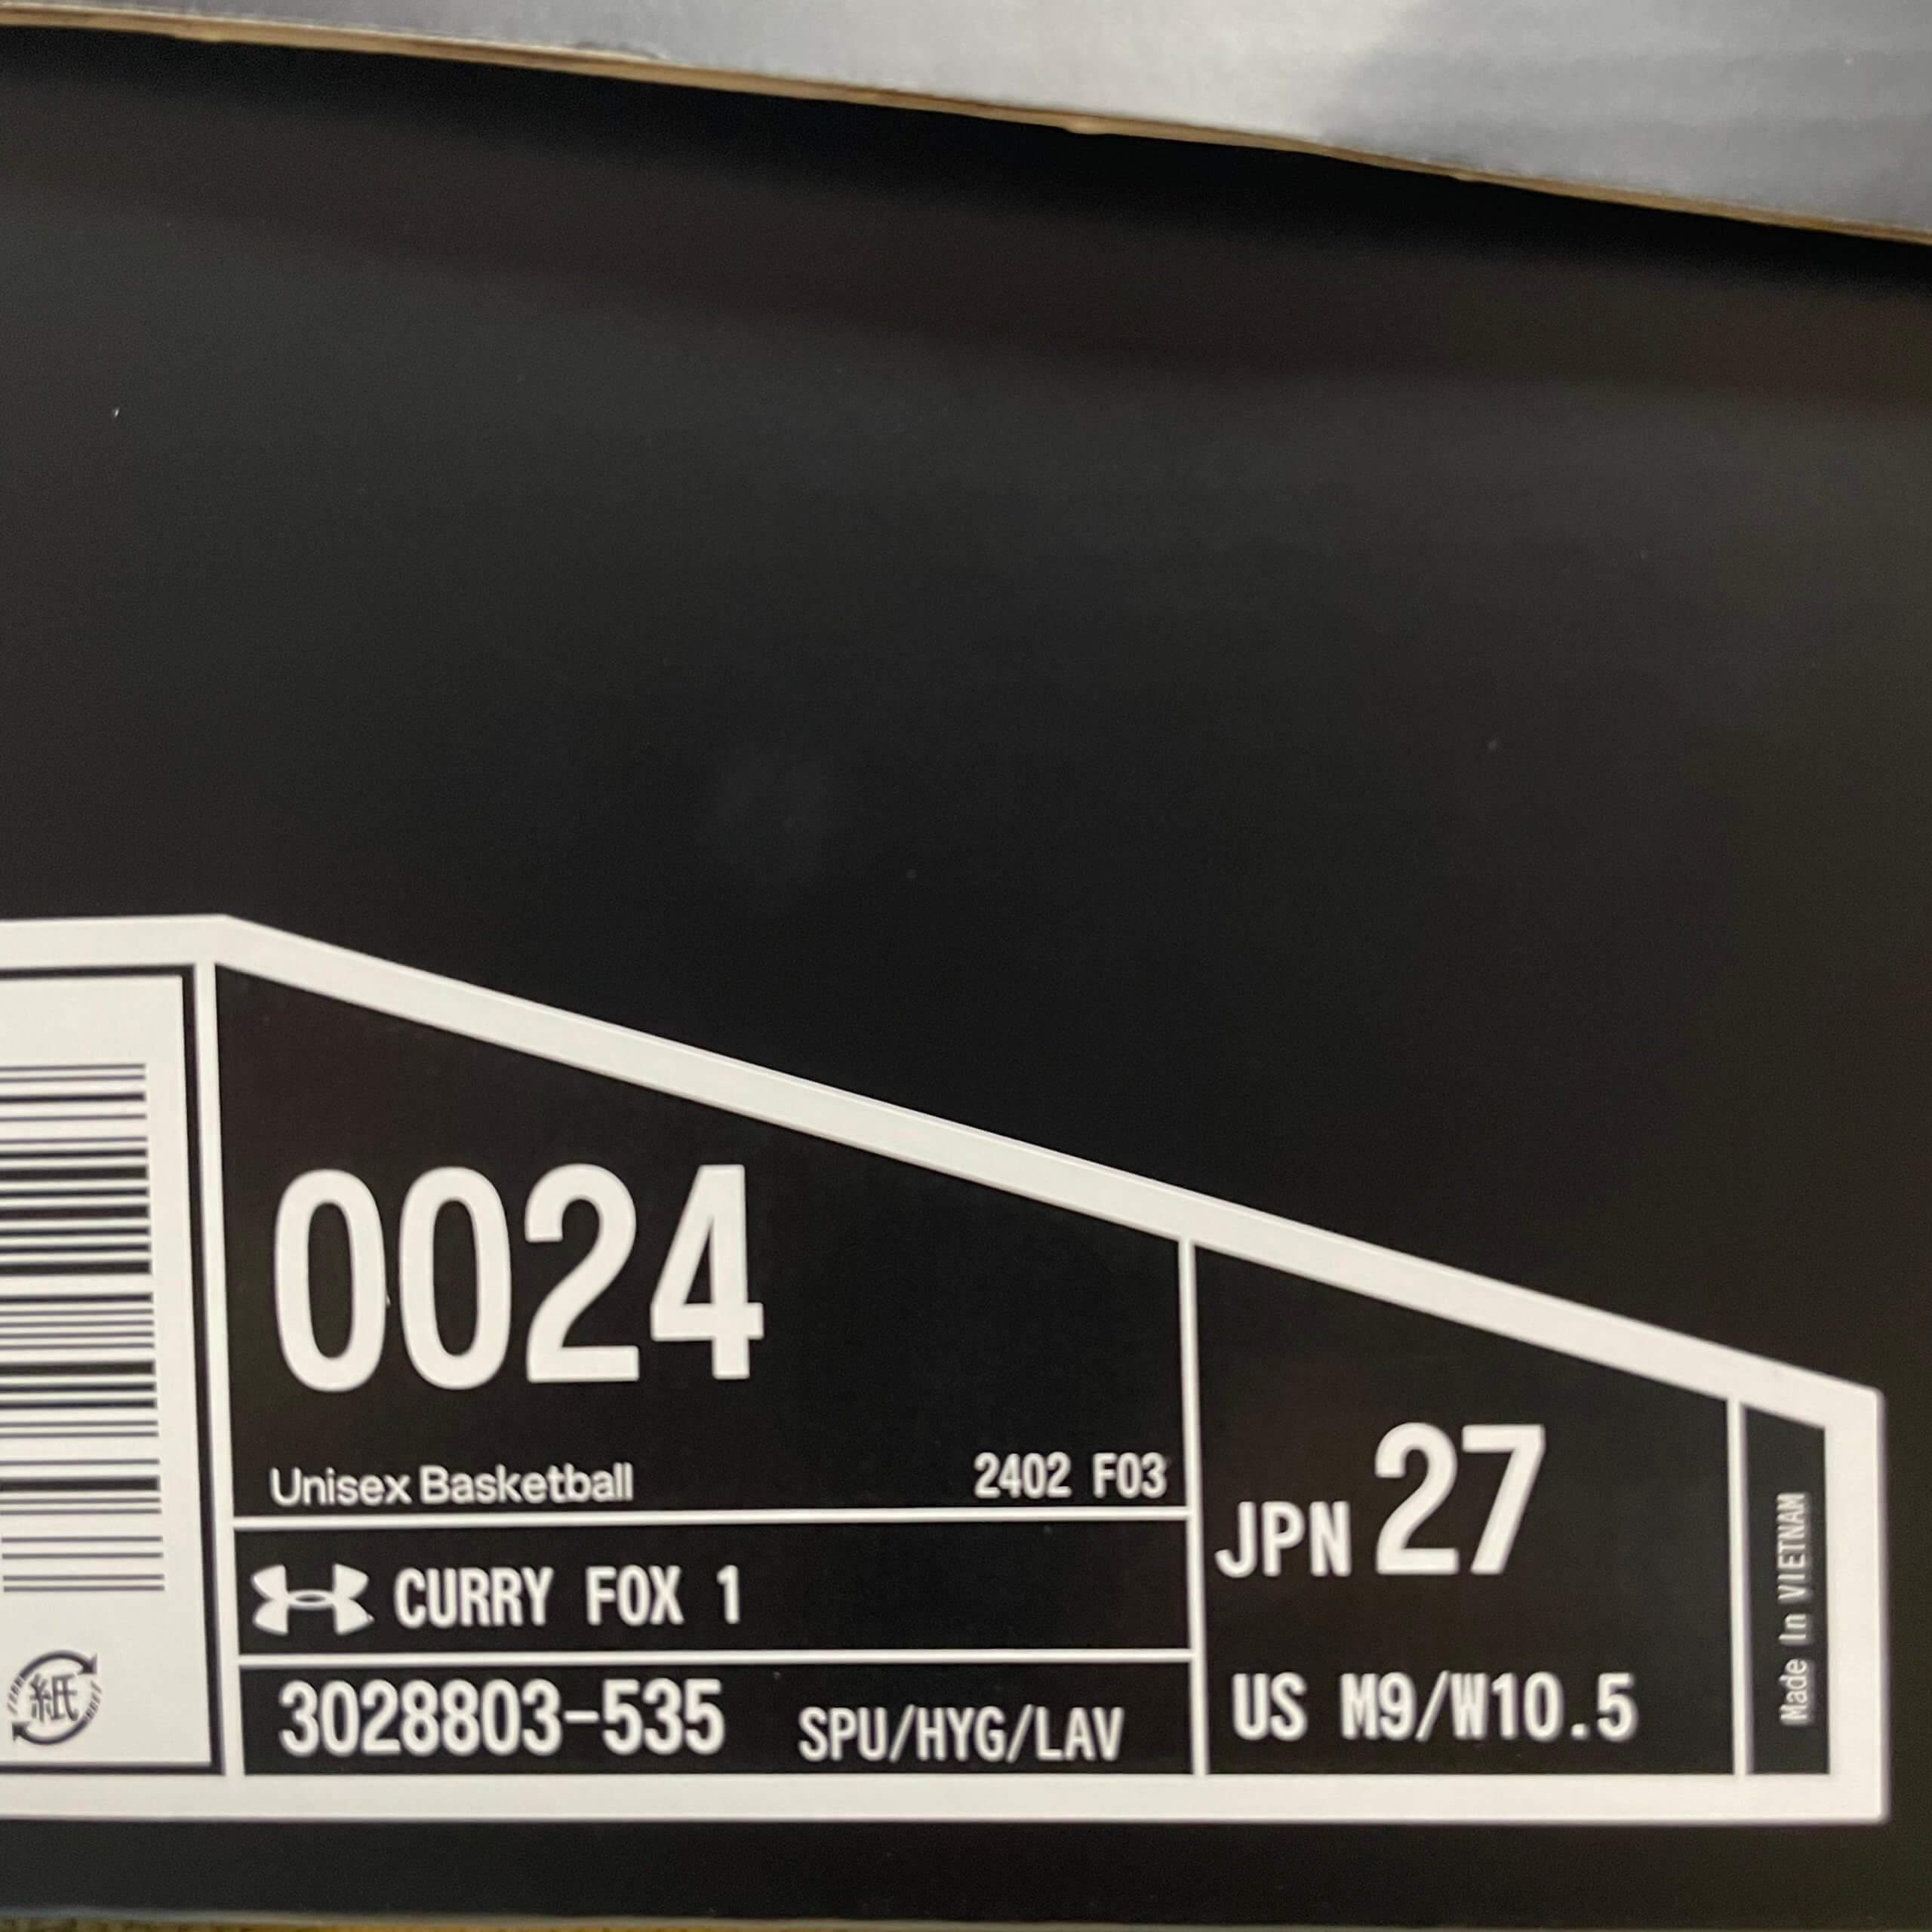 0024
Unisex Basketball 2402 F03
CURRY FOX 1
3028803-535 SPU/HYG/LAV
JPN 27
US M9/W10.5
Made In VIETNAM
紙